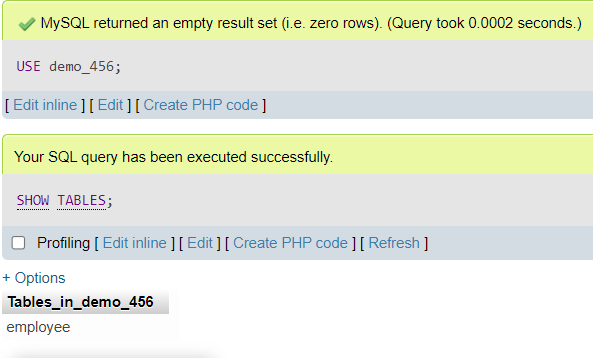 MySQL returned an empty result set (i.e. zero rows). (Query took 0.0002 seconds.)
USE demo_456;
[ Edit inline ] [ Edit ] [ Create PHP code ]
Your SQL query has been executed successfully.
SHOW TABLES;
Profiling [ Edit inline ] [ Edit ] [ Create PHP code ] [ Refresh ]
+ Options
Tables_in_demo_456
employee